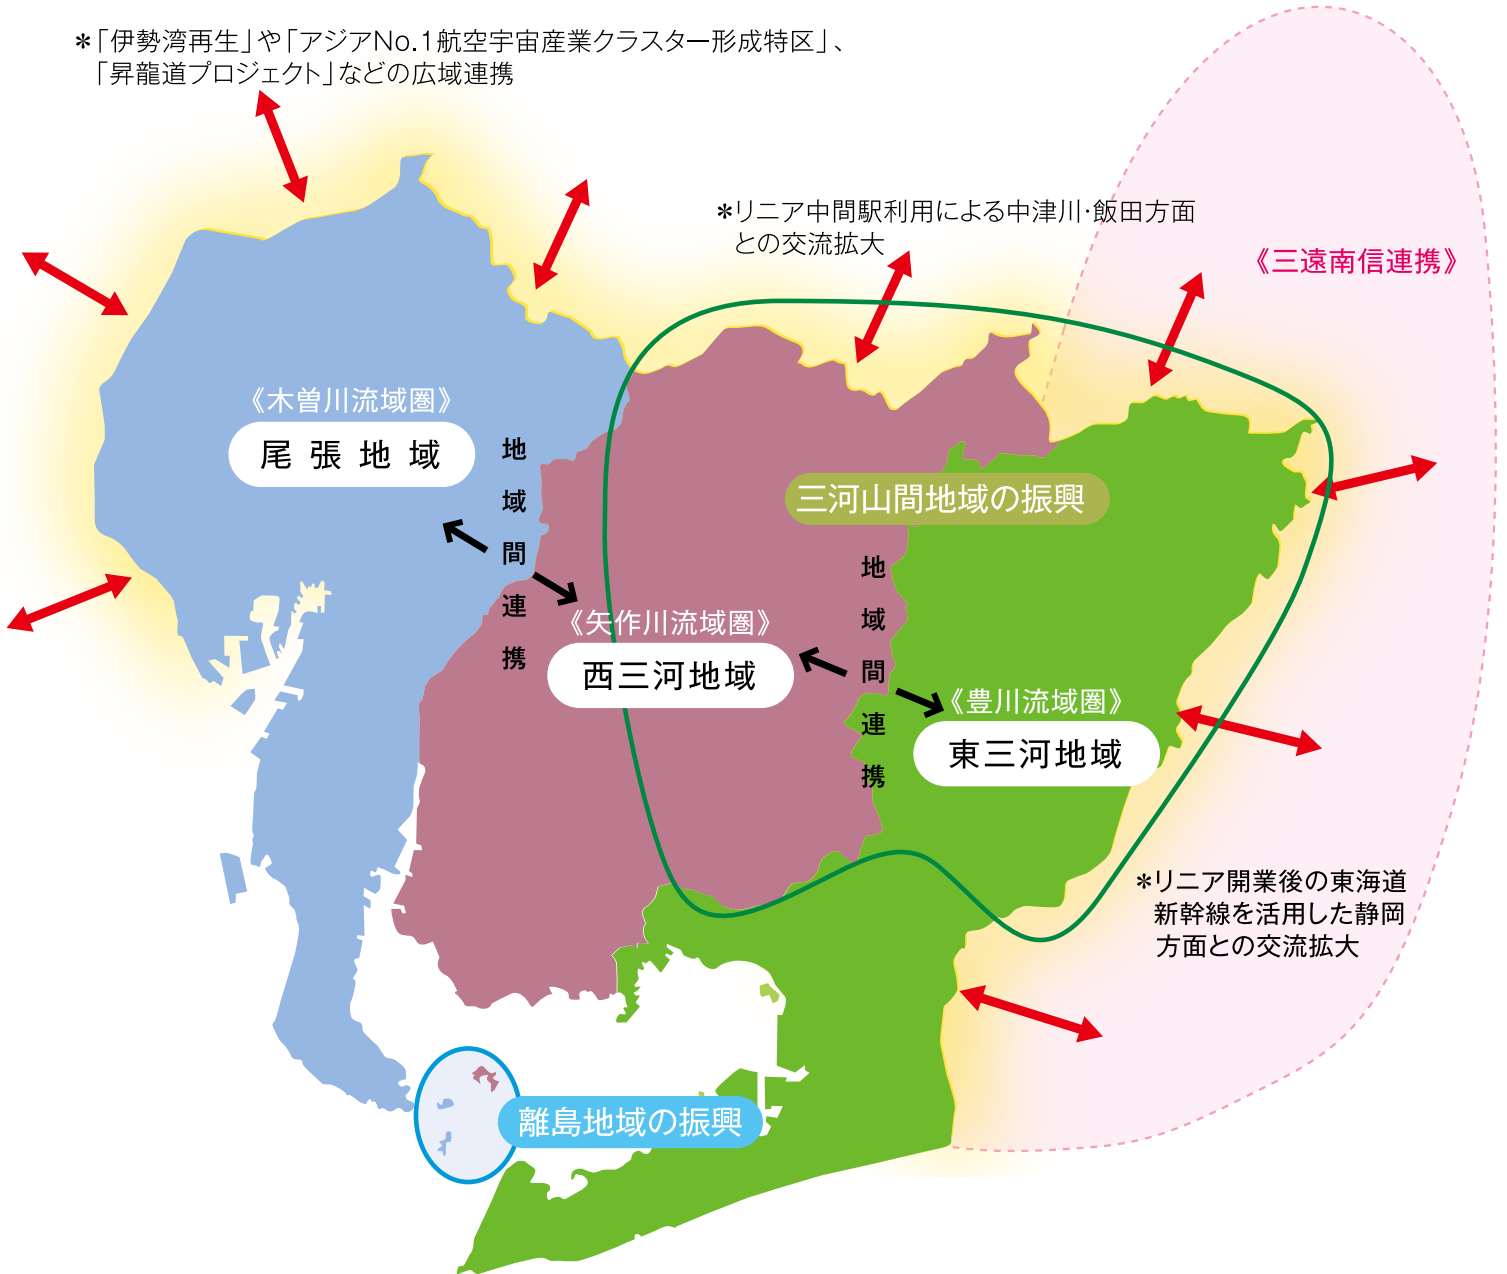 *「伊勢湾再生」や「アジアNo.1航空宇宙産業クラスター形成特区」、
「昇龍道プロジェクト」などの広域連携
*リニア中間駅利用による中津川・飯田方面
との交流拡大
《三遠南信連携》
《木曽川流域圏》
尾張地域
地域間連携
三河山間地域の振興
地域間連携
《矢作川流域圏》
西三河地域
《豊川流域圏》
東三河地域
*リニア開業後の東海道
新幹線を活用した静岡
方面との交流拡大
離島地域の振興